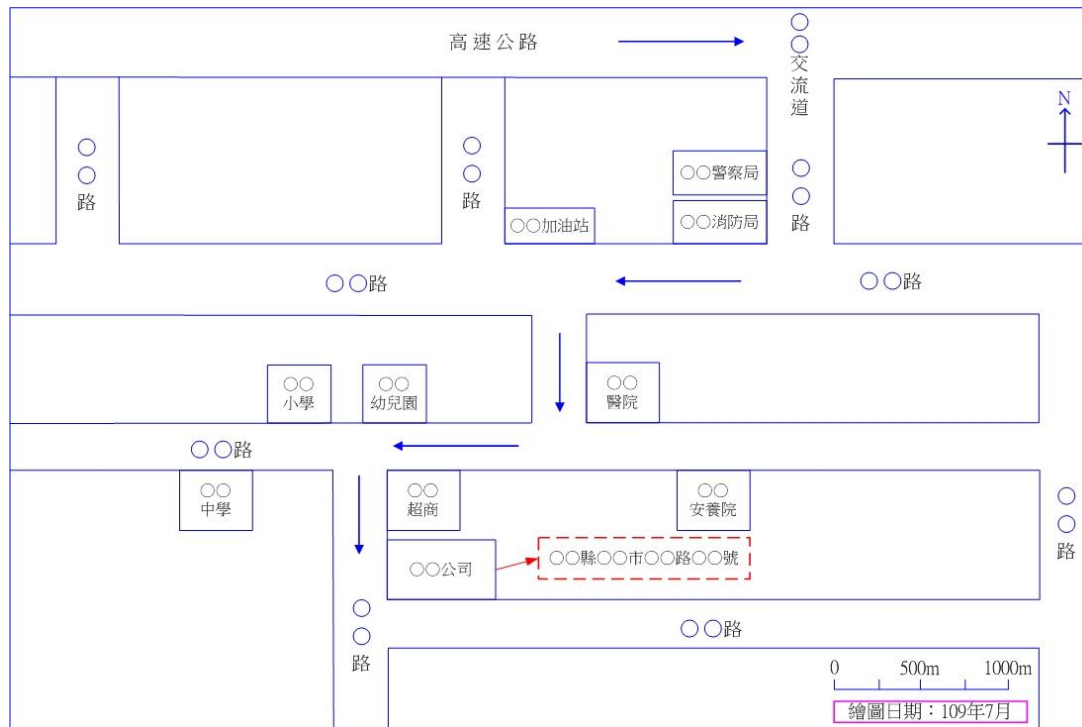 高速公路
○○交流道
N
○○路
○○路
○○警察局
○○路
○○加油站
○○消防局
○○路
○○路
○○
小學
○○
幼兒園
○○
醫院
○○路
○○
中學
○○
超商
○○
安養院
○○路
○○公司
○○縣○○市○○路○○號
○○路
○○路
0 500m 1000m
繪圖日期：109年7月